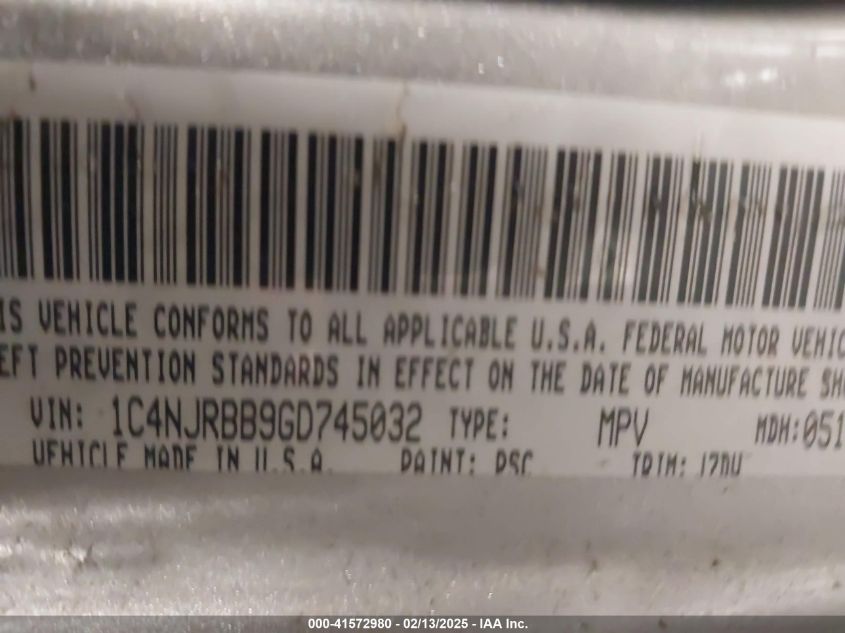 IS VEHICLE CONFORMS TO ALL APPLICABLE U.S.A. FEDERAL MOTOR VEHIC
EFT PREVENTION STANDARDS IN EFFECT ON THE DATE OF MANUFACTURE SH
VIN: 1C4NJRBB9GD745032 TYPE: MPV MDH:051
VEHICLE MADE IN U.S.A. PAINT: PSC TRIM:
000-41572980 - 02/13/2025 - IAA Inc.